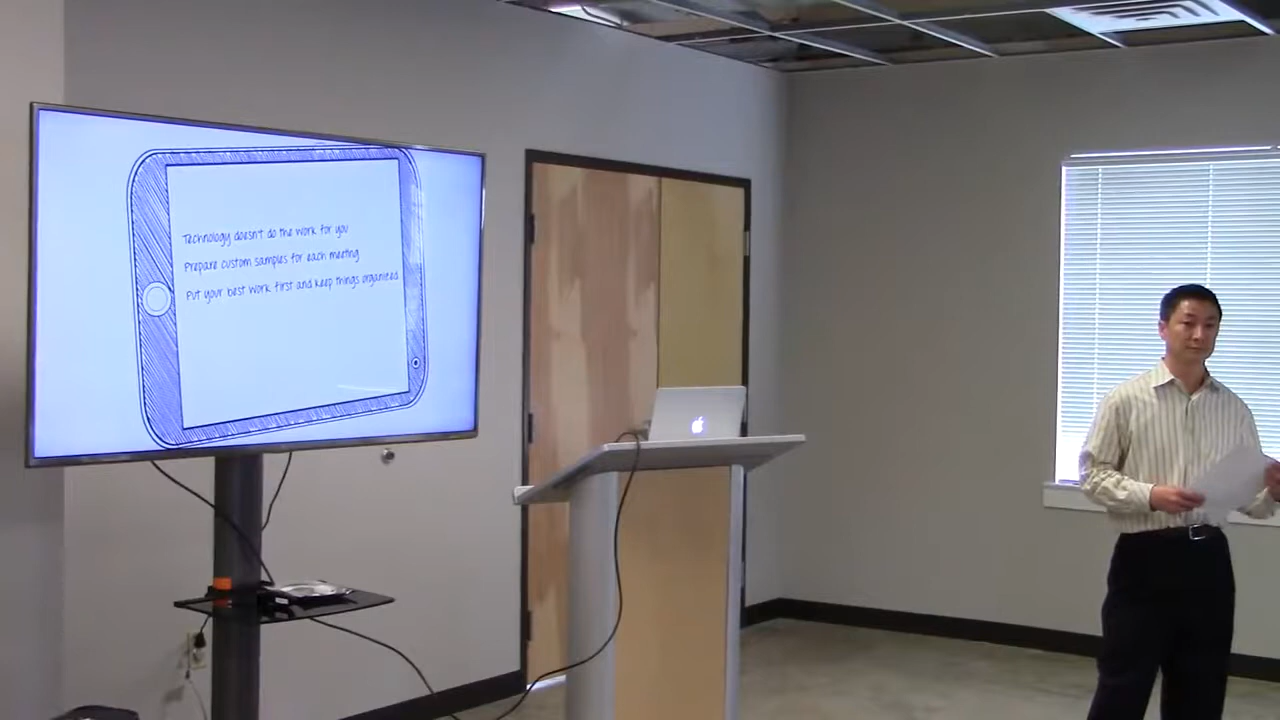 Technology doesn't do the work for you
Prepare custom samples for each meeting
Put your best work first and keep things organized